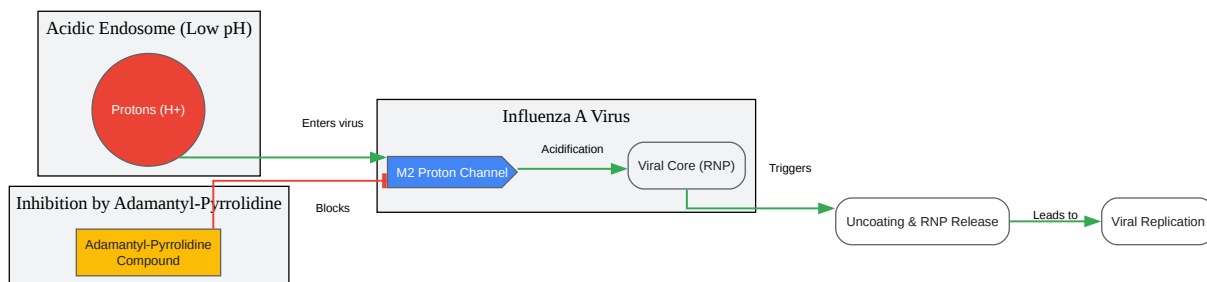 Acidic Endosome (Low pH)
Protons (H+)
Enters virus
Influenza A Virus
Acidification
M2 Proton Channel
Viral Core (RNP)
Triggers
Inhibition by Adamantyl-Pyrrolidine
Blocks
Adamantyl-Pyrrolidine
Compound
Uncoating & RNP Release
Leads to
Viral Replication